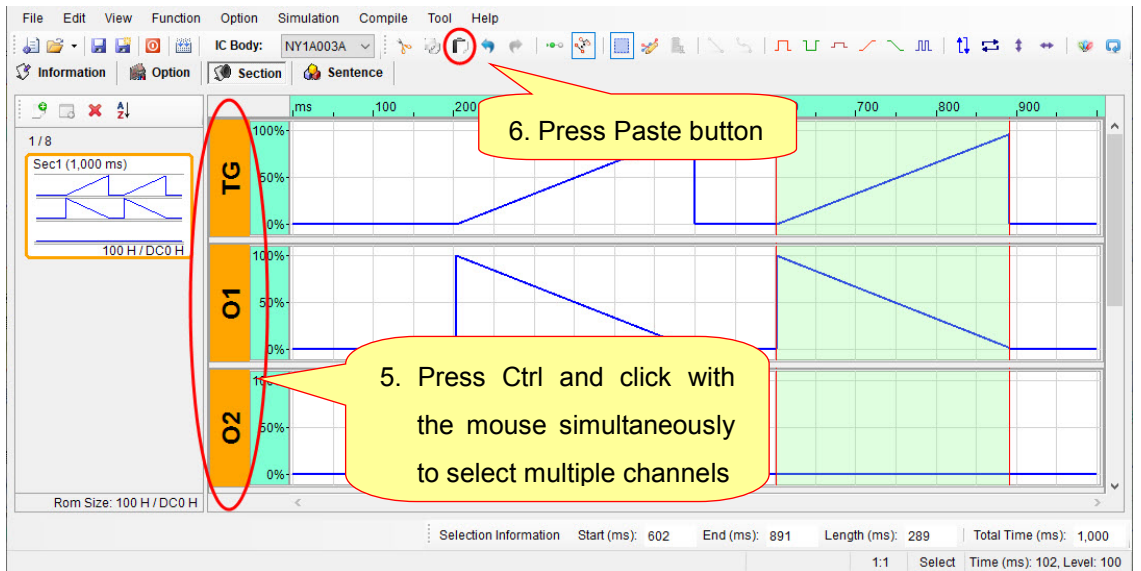 File Edit View Function Option Simulation Compile Tool Help
IC Body: NY1A003A
Information Option Section Sentence
ms 100 200 700 800 900
6. Press Paste button
1 / 8
Sec1 (1,000 ms)
100 H / DC0 H
TG
100%
50%
0%
O1
100%
50%
0%
O2
50%
0%
5. Press Ctrl and click with
the mouse simultaneously
to select multiple channels
Rom Size: 100 H / DC0 H
Selection Information Start (ms): 602 End (ms): 891 Length (ms): 289 Total Time (ms): 1,000
1:1 Select Time (ms): 102, Level: 100